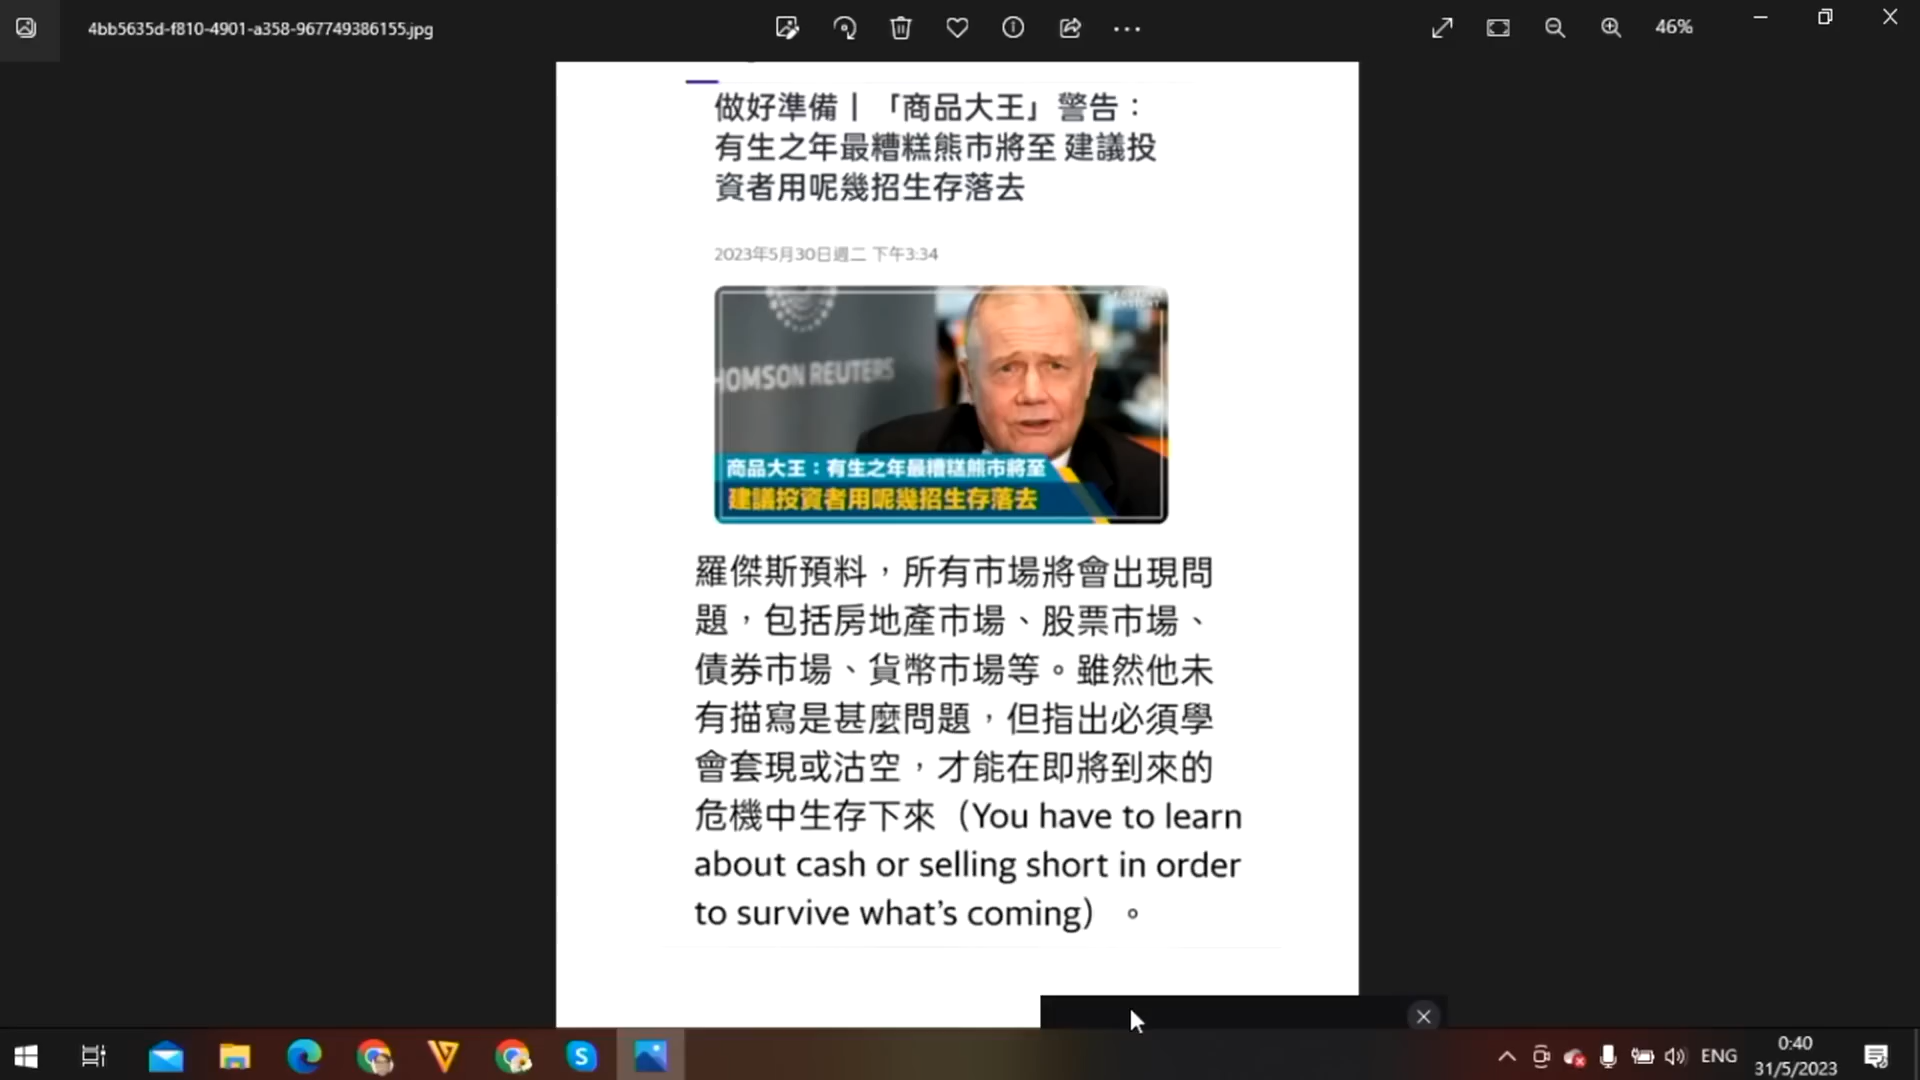 4bb5635d-f810-4901-a358-967749386155.jpg
46%
做好準備丨「商品大王」警告：
有生之年最糟糕熊市將至 建議投
資者用呢幾招生存落去
2023年5月30日週二 下午3:34
HOMSON REUTERS
商品大王：有生之年最糟糕熊市將至
建議投資者用呢幾招生存落去
羅傑斯預料，所有市場將會出現問
題，包括房地產市場、股票市場、
債券市場、貨幣市場等。雖然他未
有描寫是甚麼問題，但指出必須學
會套現或沽空，才能在即將到來的
危機中生存下來（You have to learn
about cash or selling short in order
to survive what’s coming）。
ENG
0:40
31/5/2023